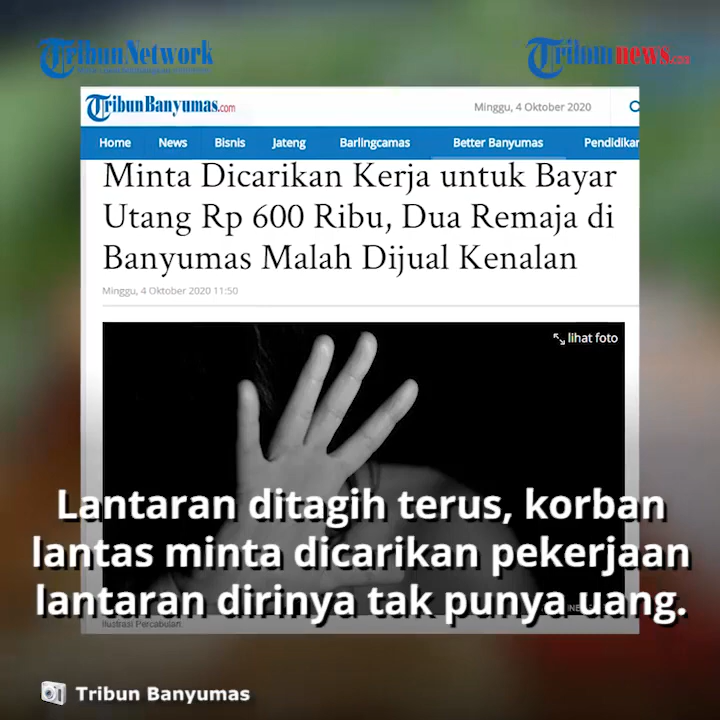 TribunNetwork
Tribunnews.com
TribunBanyumas.com
Minggu, 4 Oktober 2020
Home News Bisnis Jateng Barlingcamas Better Banyumas Pendidikan
Minta Dicarikan Kerja untuk Bayar
Utang Rp 600 Ribu, Dua Remaja di
Banyumas Malah Dijual Kenalan
Minggu, 4 Oktober 2020 11:50
lihat foto
Lantaran ditagih terus, korban
lantas minta dicarikan pekerjaan
lantaran dirinya tak punya uang.
Ilustrasi Percabulan
Tribun Banyumas